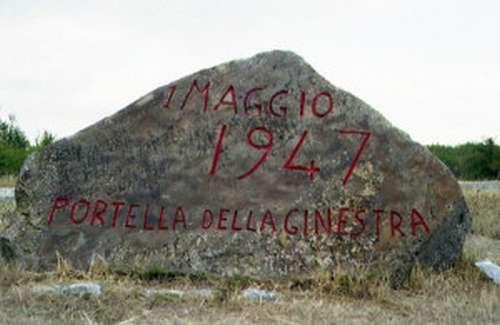 1 MAGGIO
1947
PORTELLA DELLA GINESTRA